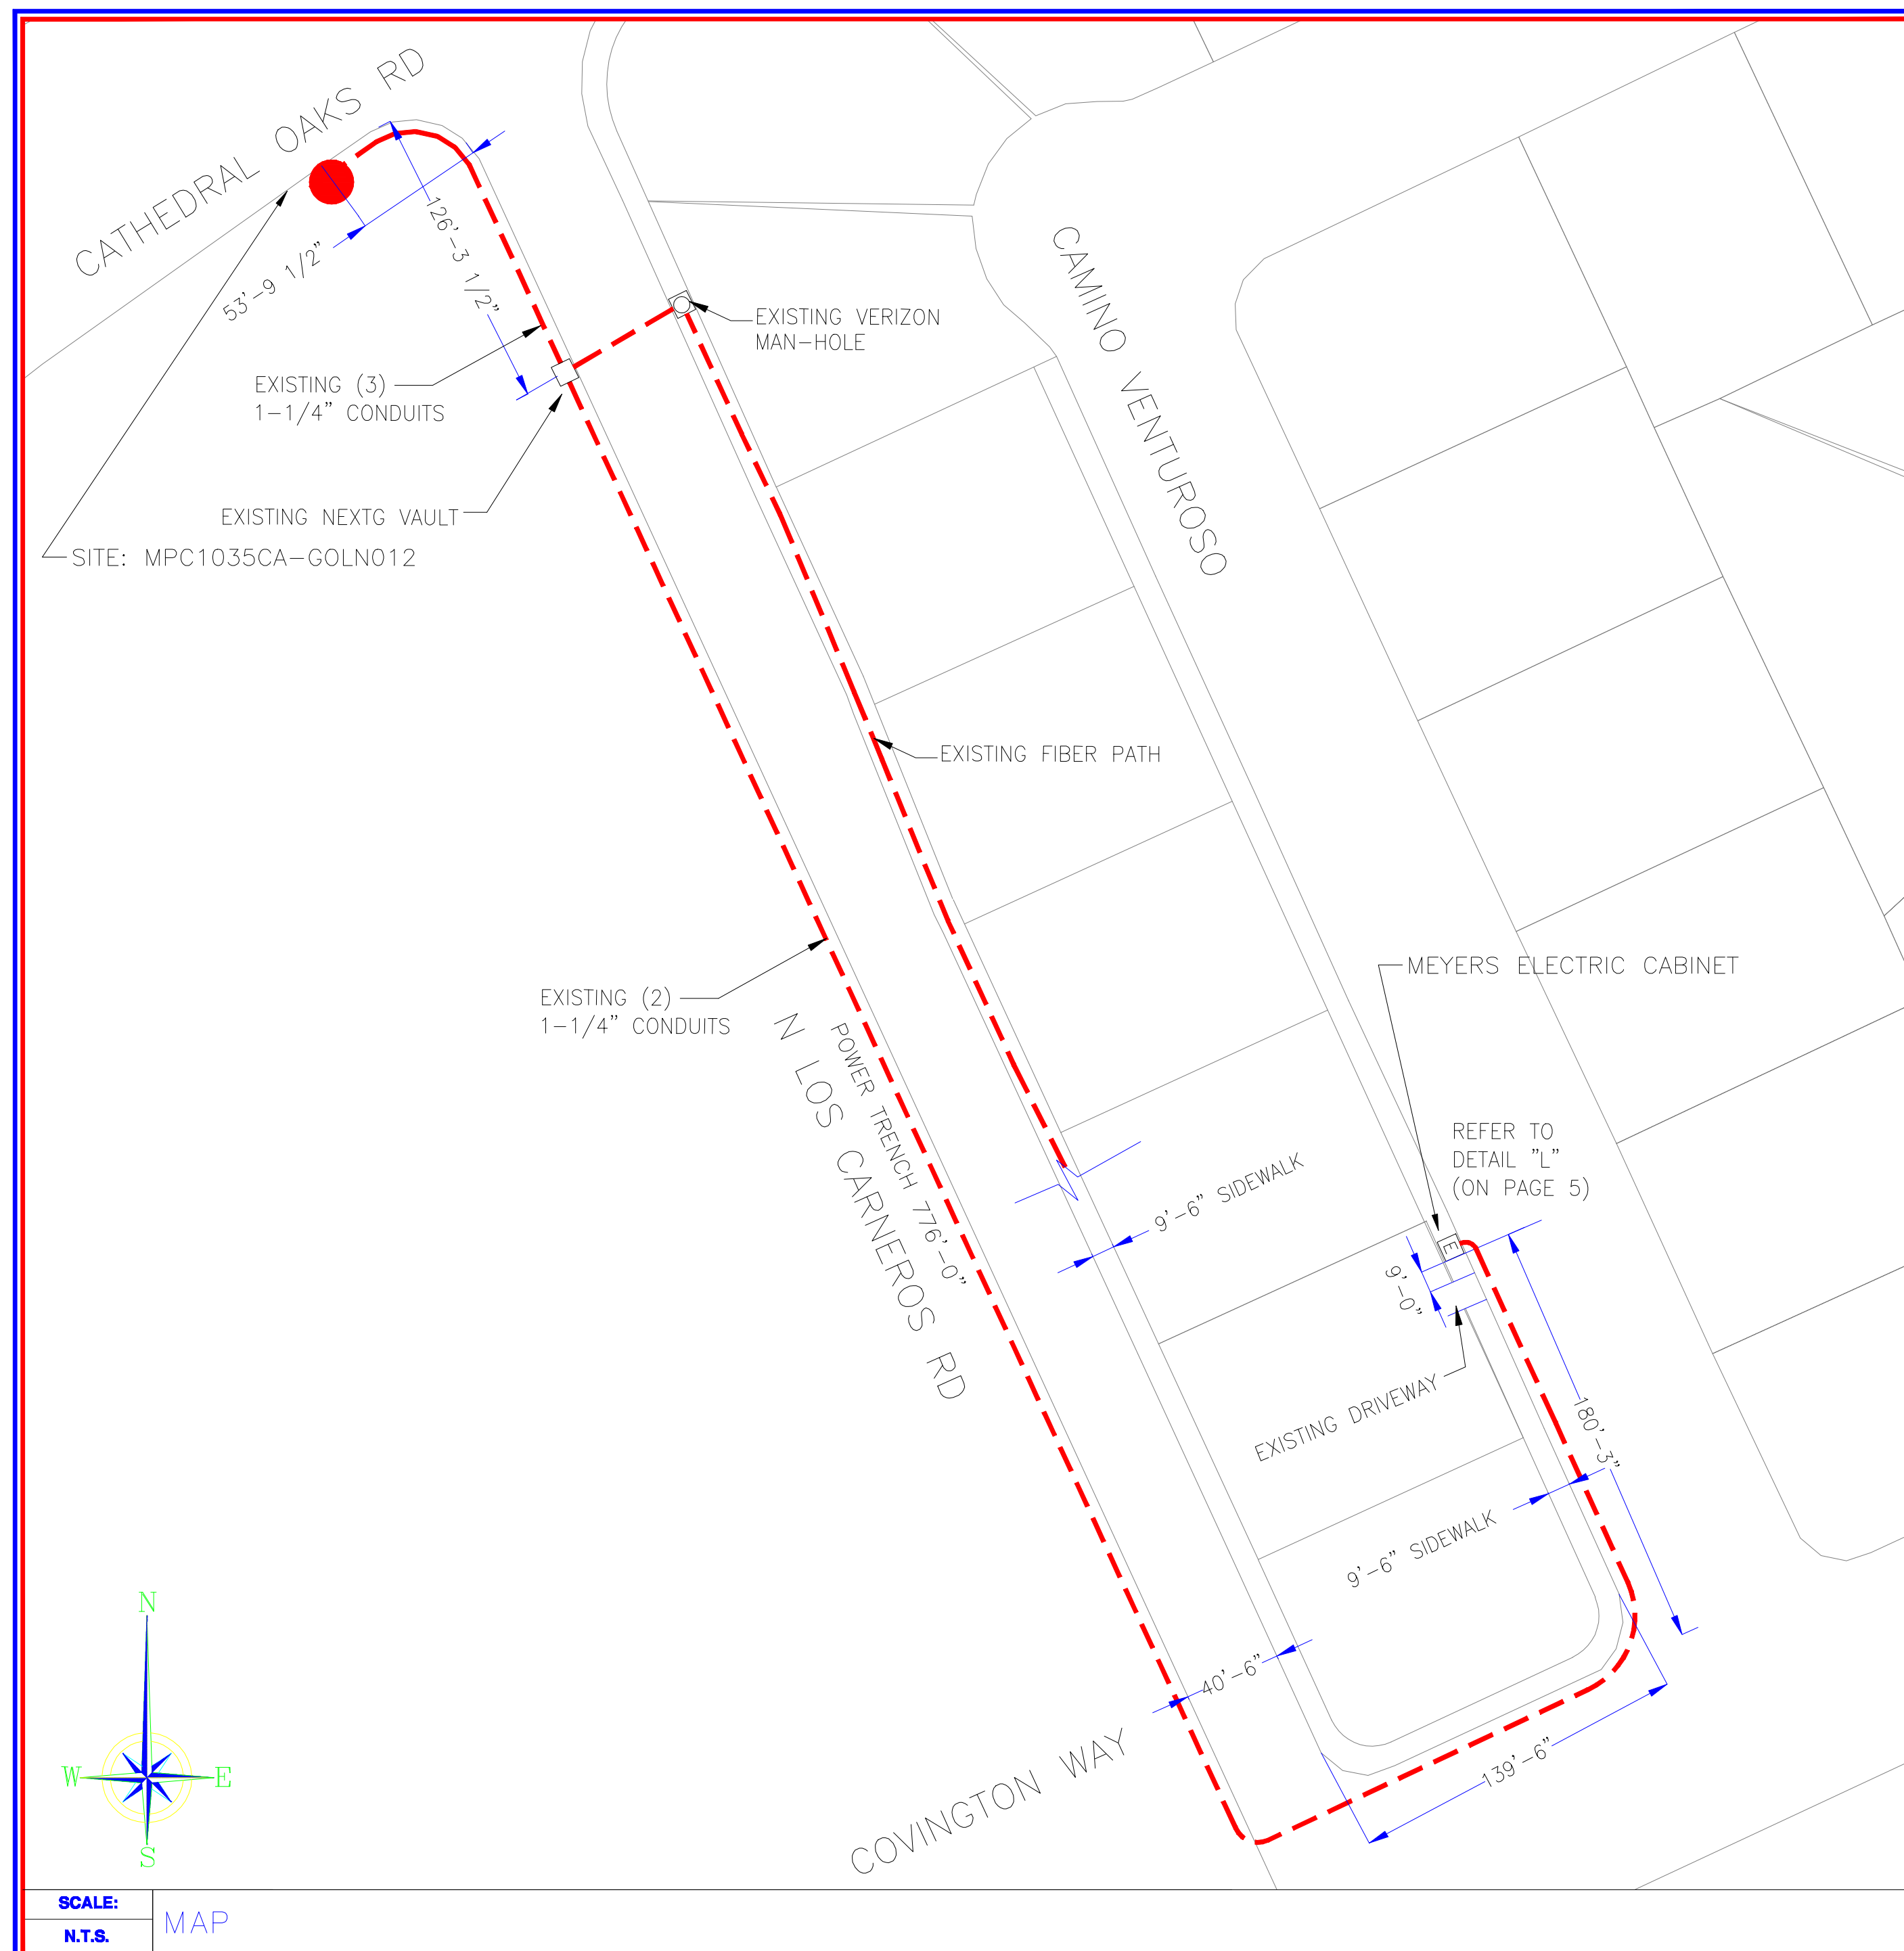 CATHEDRAL OAKS RD
126'-3 1/2"
53'-9 1/2"
CAMINO VENTUROSO
EXISTING VERIZON
MAN-HOLE
EXISTING (3)
1-1/4" CONDUITS
EXISTING NEXTG VAULT
SITE: MPC1035CA-GOLN012
EXISTING FIBER PATH
MEYERS ELECTRIC CABINET
EXISTING (2)
1-1/4" CONDUITS
N LOS CARNEROS RD
POWER TRENCH 776'-0"
REFER TO
DETAIL "L"
(ON PAGE 5)
9'-6" SIDEWALK
E
9'-0"
EXISTING DRIVEWAY
180'-3"
9'-6" SIDEWALK
40'-6"
139'-6"
COVINGTON WAY
N
W
E
S
SCALE:
N.T.S.
MAP